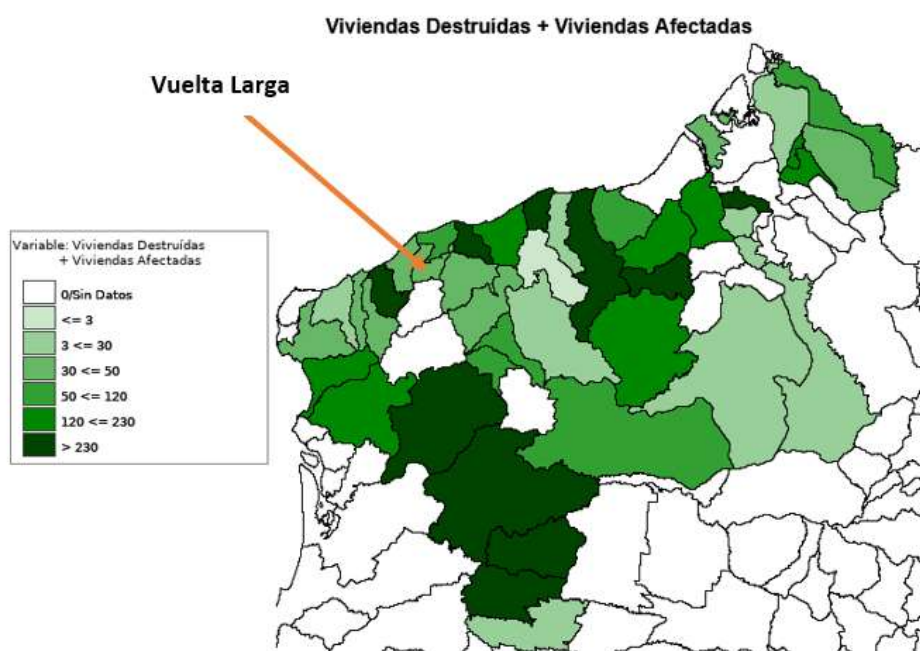 Viviendas Destruidas + Viviendas Afectadas
Vuelta Larga
Variable: Viviendas Destruídas
+ Viviendas Afectadas
0/Sin Datos
<= 3
3 <= 30
30 <= 50
50 <= 120
120 <= 230
> 230